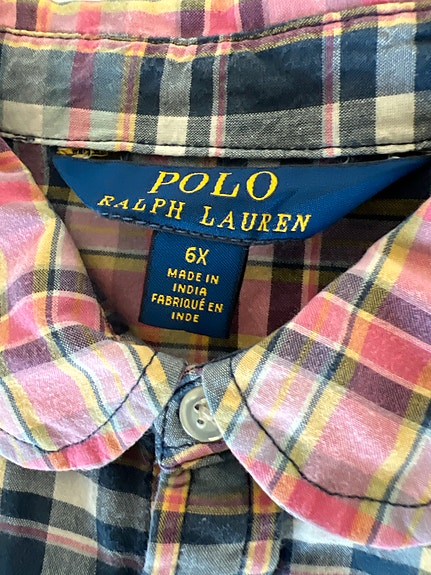 POLO
RALPH LAUREN
6X
MADE IN
INDIA
FABRIQUÉ EN
INDE